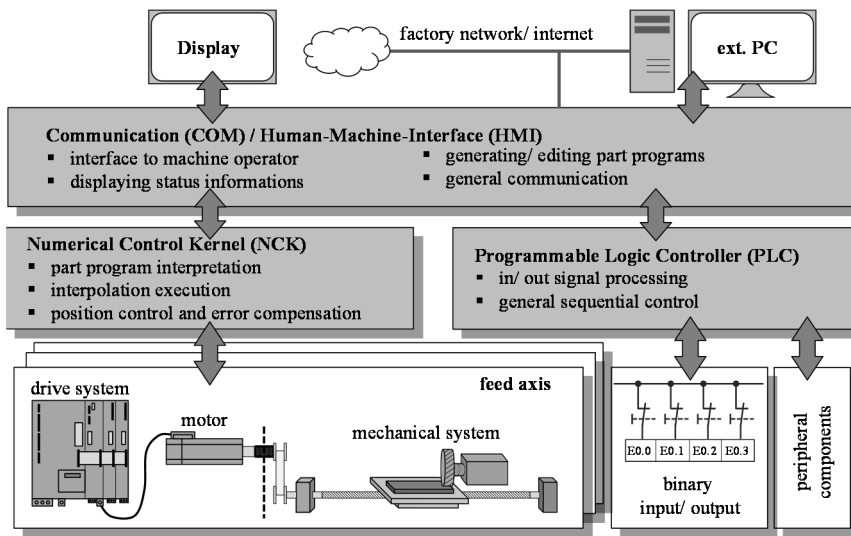 Display
factory network/ internet
ext. PC
Communication (COM) / Human-Machine-Interface (HMI)
▪ interface to machine operator
▪ displaying status informations
▪ generating/ editing part programs
▪ general communication
Numerical Control Kernel (NCK)
▪ part program interpretation
▪ interpolation execution
▪ position control and error compensation
Programmable Logic Controller (PLC)
▪ in/ out signal processing
▪ general sequential control
feed axis
drive system
motor
mechanical system
E0.0 E0.1 E0.2 E0.3
binary
input/ output
peripheral
components